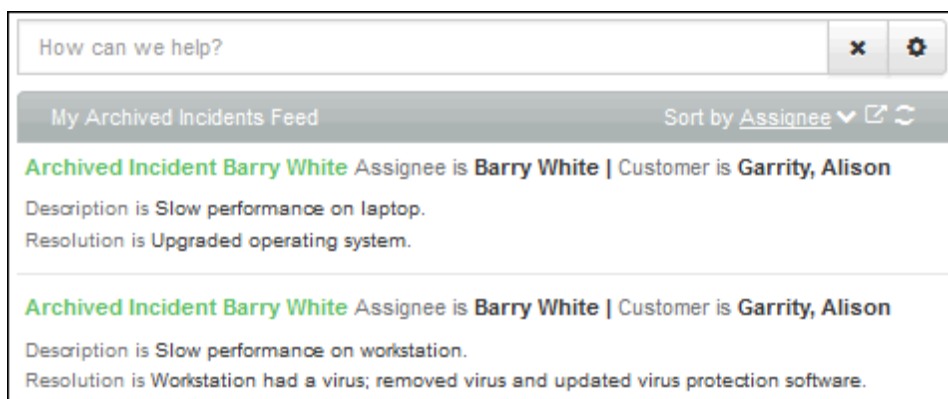 How can we help?
My Archived Incidents Feed Sort by Assignee
Archived Incident Barry White Assignee is Barry White | Customer is Garrity, Alison
Description is Slow performance on laptop.
Resolution is Upgraded operating system.
Archived Incident Barry White Assignee is Barry White | Customer is Garrity, Alison
Description is Slow performance on workstation.
Resolution is Workstation had a virus; removed virus and updated virus protection software.